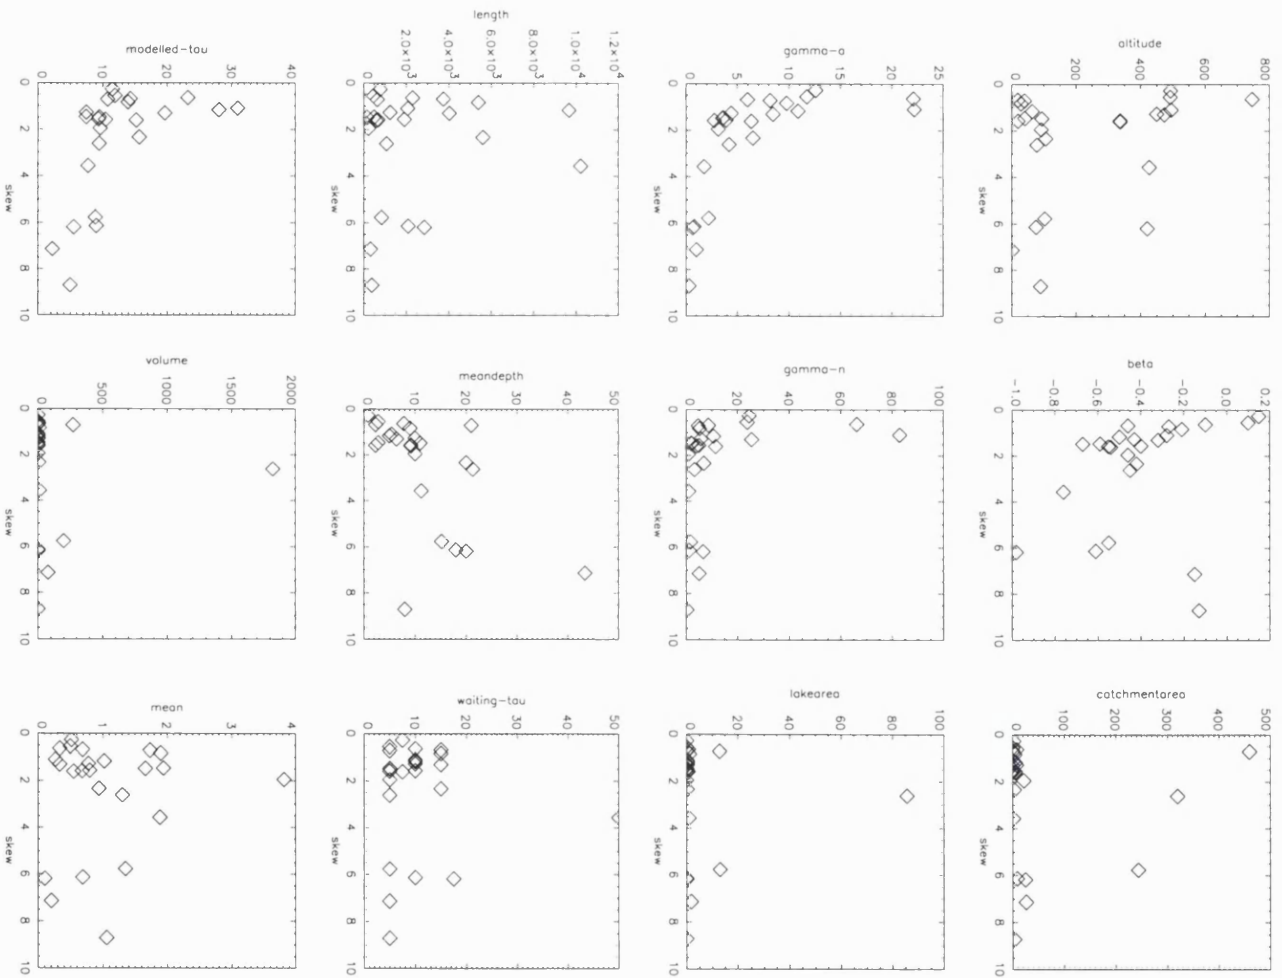 modelled-tau
0 10 20 30 40
0 2 4 6 8 10
skew
length
0 2.0×10³ 4.0×10³ 6.0×10³ 8.0×10³ 1.0×10⁴ 1.2×10⁴
0 2 4 6 8 10
skew
gamma-a
0 5 10 15 20 25
0 2 4 6 8 10
skew
altitude
0 200 400 600 800
0 2 4 6 8 10
skew
volume
0 500 1000 1500 2000
0 2 4 6 8 10
skew
meandepth
0 10 20 30 40 50
0 2 4 6 8 10
skew
gamma-n
0 20 40 60 80 100
0 2 4 6 8 10
skew
beta
-1.0 -0.8 -0.6 -0.4 -0.2 0.0 0.2
0 2 4 6 8 10
skew
mean
0 1 2 3 4
0 2 4 6 8 10
skew
waiting-tau
0 10 20 30 40 50
0 2 4 6 8 10
skew
lakearea
0 20 40 60 80 100
0 2 4 6 8 10
skew
catchmentarea
0 100 200 300 400 500
0 2 4 6 8 10
skew